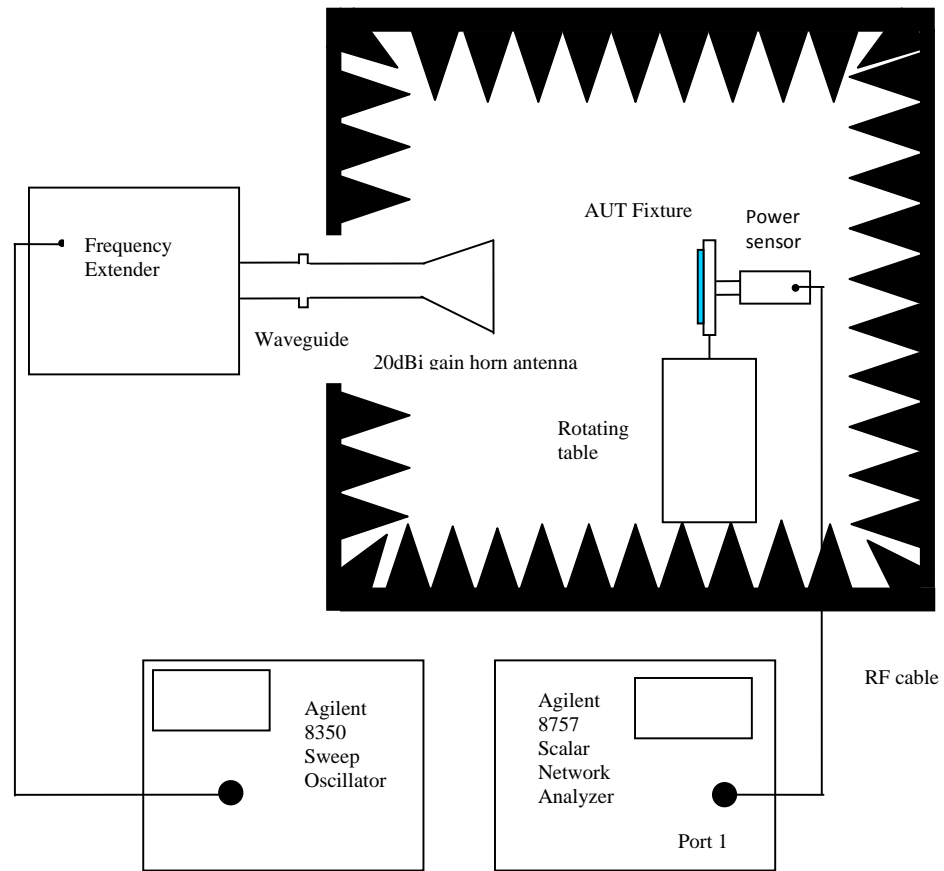 AUT Fixture
Power
sensor
Frequency
Extender
Waveguide
20dBi gain horn antenna
Rotating
table
RF cable
Agilent
8350
Sweep
Oscillator
Agilent
8757
Scalar
Network
Analyzer
Port 1